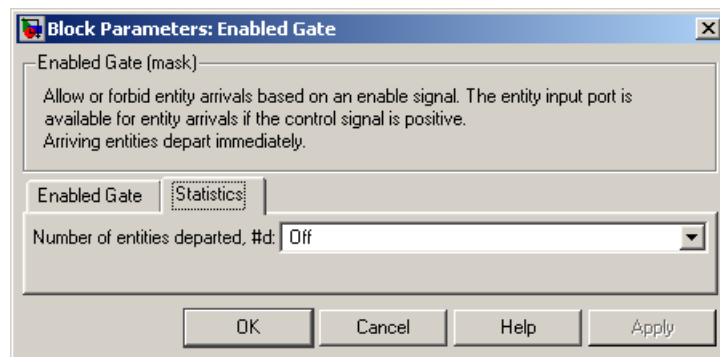 Block Parameters: Enabled Gate
Enabled Gate (mask)
Allow or forbid entity arrivals based on an enable signal. The entity input port is
available for entity arrivals if the control signal is positive.
Arriving entities depart immediately.
Enabled Gate Statistics
Number of entities departed, #d: Off
OK Cancel Help Apply